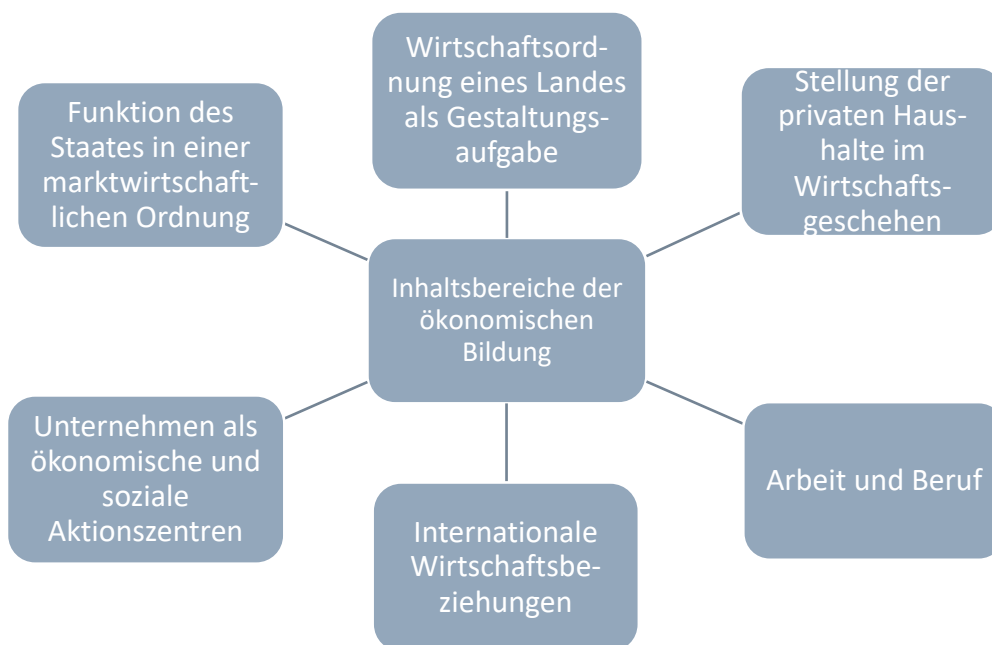 Wirtschaftsord-
nung eines Landes
als Gestaltungs-
aufgabe
Stellung der
privaten Haus-
halte im
Wirtschafts-
geschehen
Funktion des
Staates in einer
marktwirtschaft-
lichen Ordnung
Inhaltsbereiche der
ökonomischen
Bildung
Unternehmen als
ökonomische und
soziale
Aktionszentren
Arbeit und Beruf
Internationale
Wirtschaftsbe-
ziehungen